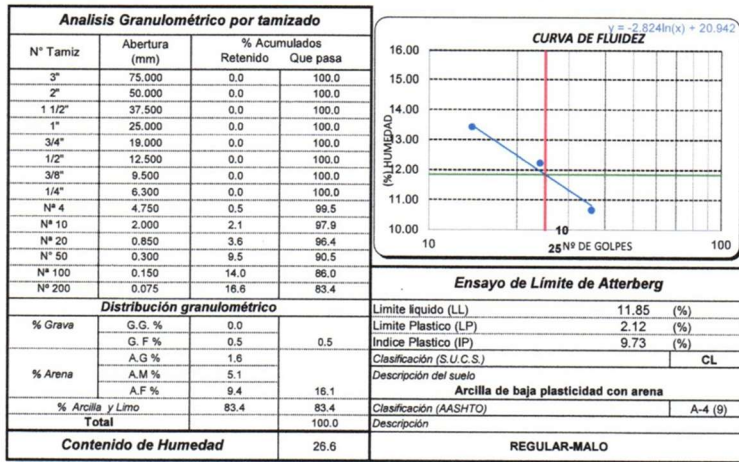 Analisis Granulométrico por tamizado
N° Tamiz Abertura (mm) % Acumulados
Retenido Que pasa
3" 75.000 0.0 100.0
2" 50.000 0.0 100.0
1 1/2" 37.500 0.0 100.0
1" 25.000 0.0 100.0
3/4" 19.000 0.0 100.0
1/2" 12.500 0.0 100.0
3/8" 9.500 0.0 100.0
1/4" 6.300 0.0 100.0
Nª 4 4.750 0.5 99.5
Nª 10 2.000 2.1 97.9
Nª 20 0.850 3.6 96.4
N° 50 0.300 9.5 90.5
Nª 100 0.150 14.0 86.0
Nº 200 0.075 16.6 83.4
Distribución granulométrico
% Grava G.G. % 0.0
G. F % 0.5 0.5
% Arena A.G % 1.6
A.M % 5.1
A.F % 9.4 16.1
% Arcilla y Limo 83.4 83.4
Total 100.0
Contenido de Humedad 26.6
y = -2.824ln(x) + 20.942
CURVA DE FLUIDEZ
(%) HUMEDAD
16.00
15.00
14.00
13.00
12.00
11.00
10.00
10 10 100
25 Nº DE GOLPES
Ensayo de Límite de Atterberg
Limite liquido (LL) 11.85 (%)
Limite Plastico (LP) 2.12 (%)
Indice Plastico (IP) 9.73 (%)
Clasificación (S.U.C.S.) CL
Descripción del suelo
Arcilla de baja plasticidad con arena
Clasificación (AASHTO) A-4 (9)
Descripción
REGULAR-MALO